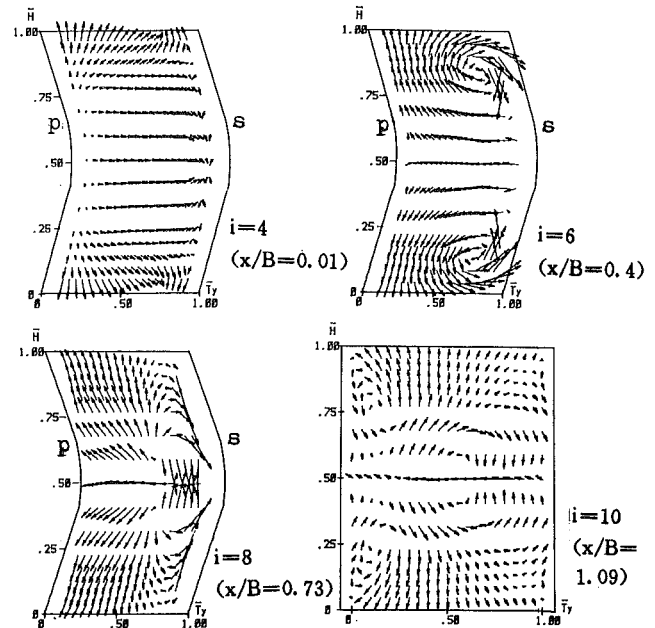 H̄
1.00
.75
p
s
.50
.25
i=4
(x/B=0.01)
0
0
.50
T̄y
1.00
H̄
1.00
.75
p
s
.50
.25
i=6
(x/B=0.4)
0
0
.50
T̄y
1.00
H̄
1.00
.75
p
s
.50
.25
i=8
(x/B=0.73)
0
0
.50
T̄y
1.00
H̄
1.00
.75
.50
.25
i=10
(x/B=
1.09)
0
0
.50
T̄y
1.00